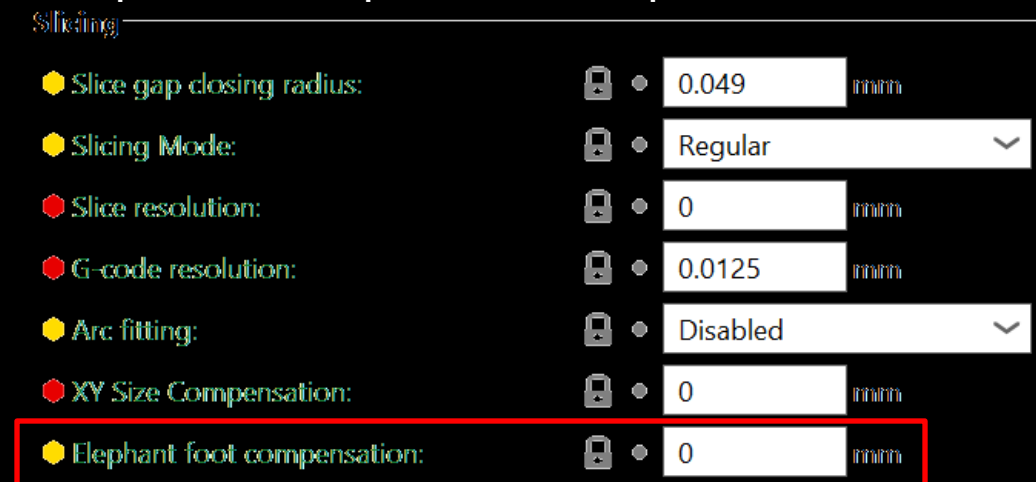 Slicing
Slice gap closing radius: 0.049 mm
Slicing Mode: Regular
Slice resolution: 0 mm
G-code resolution: 0.0125 mm
Arc fitting: Disabled
XY Size Compensation: 0 mm
Elephant foot compensation: 0 mm